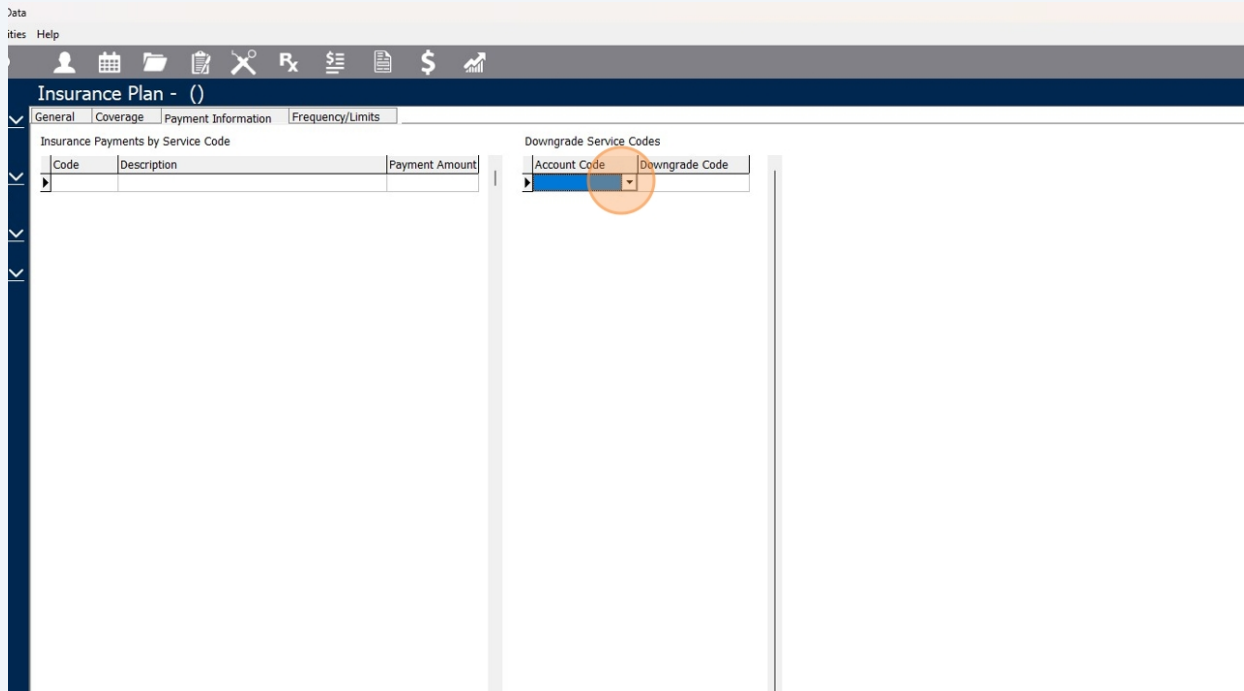 Data
ities Help
Rx $ $
Insurance Plan - ()
General Coverage Payment Information Frequency/Limits
Insurance Payments by Service Code
Code Description Payment Amount
Downgrade Service Codes
Account Code Downgrade Code